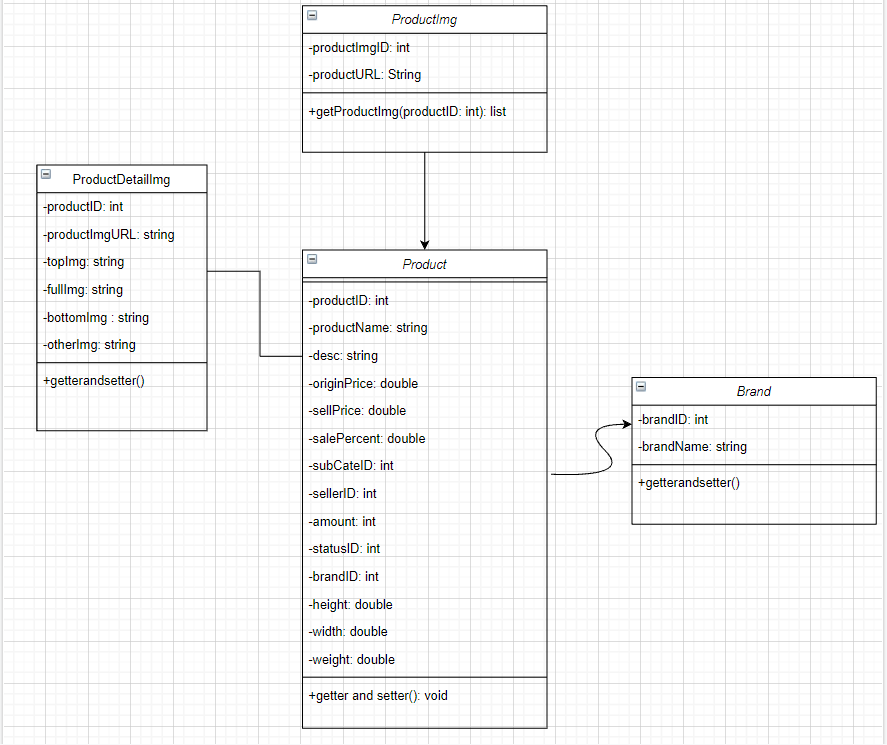 ProductImg
-productImgID: int
-productURL: String
+getProductImg(productID: int): list
ProductDetailImg
-productID: int
-productImgURL: string
-topImg: string
-fullImg: string
-bottomImg : string
-otherImg: string
+getterandsetter()
Product
-productID: int
-productName: string
-desc: string
-originPrice: double
-sellPrice: double
-salePercent: double
-subCateID: int
-sellerID: int
-amount: int
-statusID: int
-brandID: int
-height: double
-width: double
-weight: double
+getter and setter(): void
Brand
-brandID: int
-brandName: string
+getterandsetter()